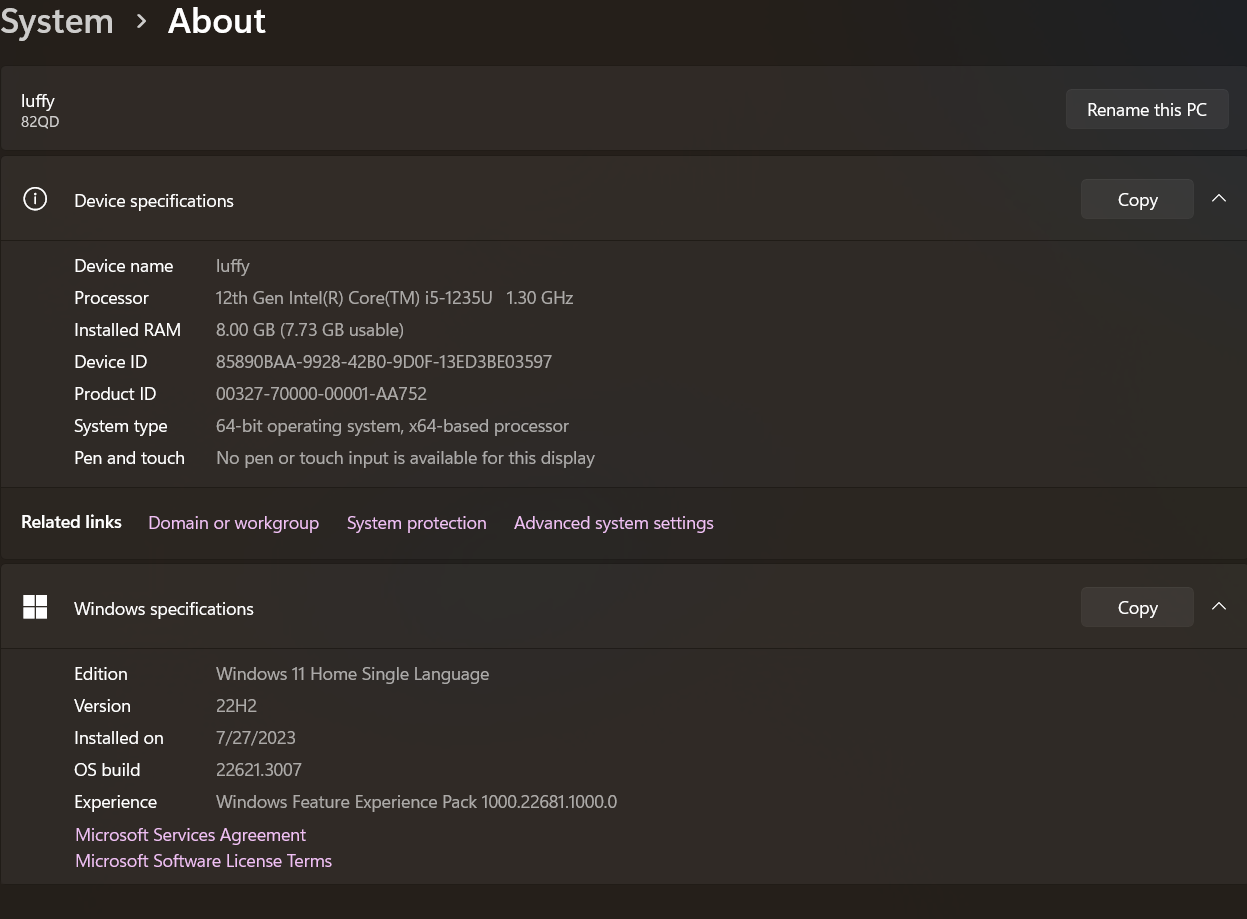 System > About
luffy
82QD
Rename this PC
Device specifications
Copy
Device name luffy
Processor 12th Gen Intel(R) Core(TM) i5-1235U 1.30 GHz
Installed RAM 8.00 GB (7.73 GB usable)
Device ID 85890BAA-9928-42B0-9D0F-13ED3BE03597
Product ID 00327-70000-00001-AA752
System type 64-bit operating system, x64-based processor
Pen and touch No pen or touch input is available for this display
Related links Domain or workgroup System protection Advanced system settings
Windows specifications
Copy
Edition Windows 11 Home Single Language
Version 22H2
Installed on 7/27/2023
OS build 22621.3007
Experience Windows Feature Experience Pack 1000.22681.1000.0
Microsoft Services Agreement
Microsoft Software License Terms